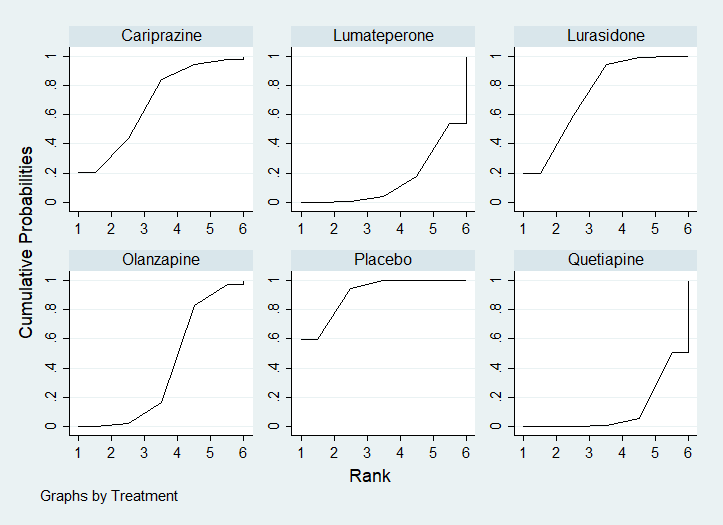 Cariprazine Lumateperone Lurasidone
Cumulative Probabilities
0 .2 .4 .6 .8 1
0 .2 .4 .6 .8 1
0 .2 .4 .6 .8 1
1 2 3 4 5 6 1 2 3 4 5 6 1 2 3 4 5 6
Olanzapine Placebo Quetiapine
0 .2 .4 .6 .8 1
0 .2 .4 .6 .8 1
0 .2 .4 .6 .8 1
1 2 3 4 5 6 1 2 3 4 5 6 1 2 3 4 5 6
Rank
Graphs by Treatment